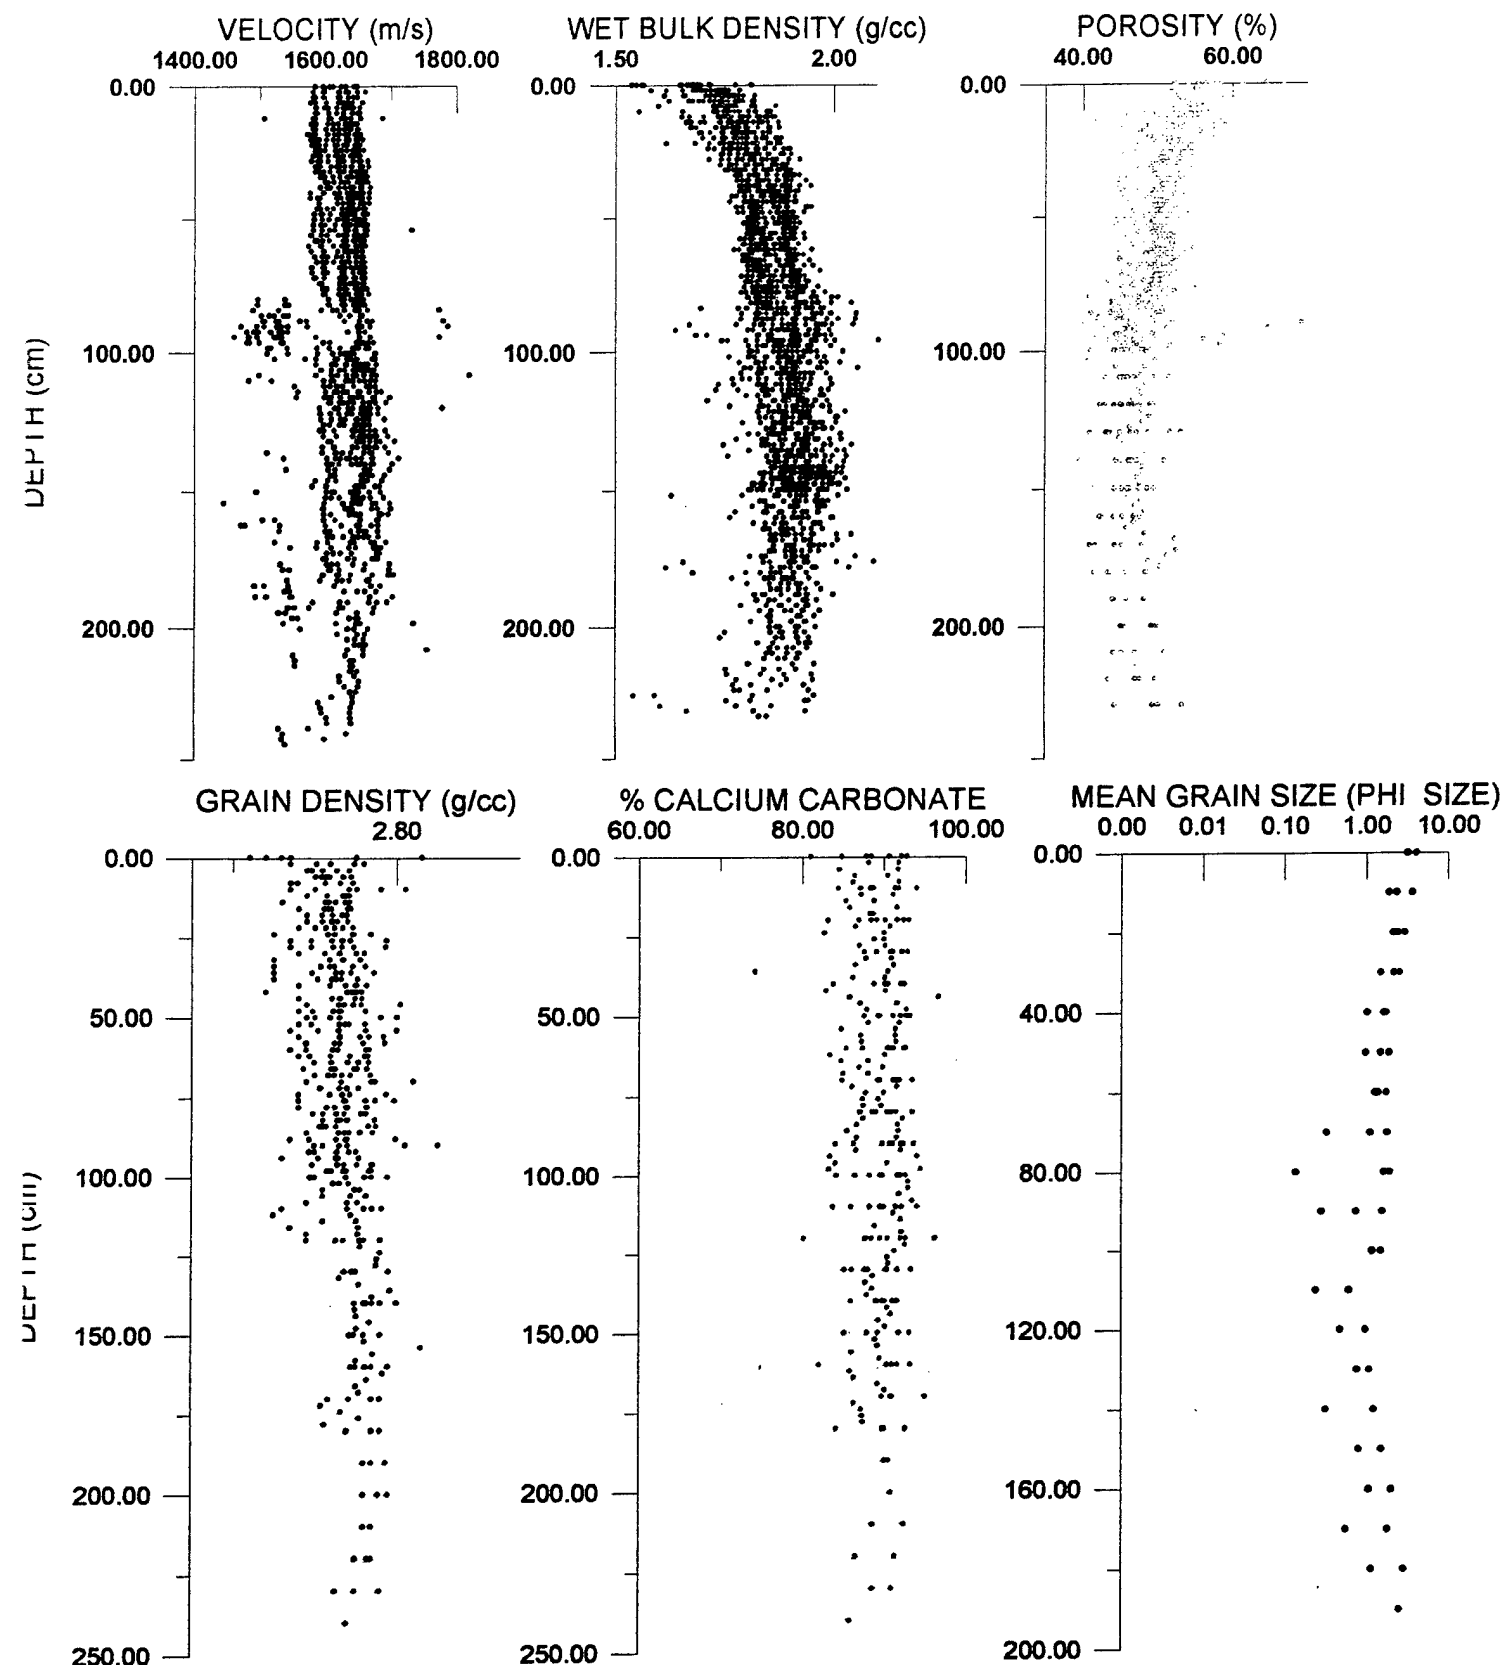 VELOCITY (m/s) WET BULK DENSITY (g/cc) POROSITY (%)
1400.00 1600.00 1800.00 1.50 2.00 40.00 60.00
0.00 0.00 0.00
100.00 100.00 100.00
DEPTH (cm)
200.00 200.00 200.00
GRAIN DENSITY (g/cc) % CALCIUM CARBONATE MEAN GRAIN SIZE (PHI SIZE)
2.80 60.00 80.00 100.00 0.00 0.01 0.10 1.00 10.00
0.00 0.00 0.00
50.00 50.00 40.00
100.00 100.00 80.00
DEPTH (cm)
150.00 150.00 120.00
200.00 200.00 160.00
250.00 250.00 200.00